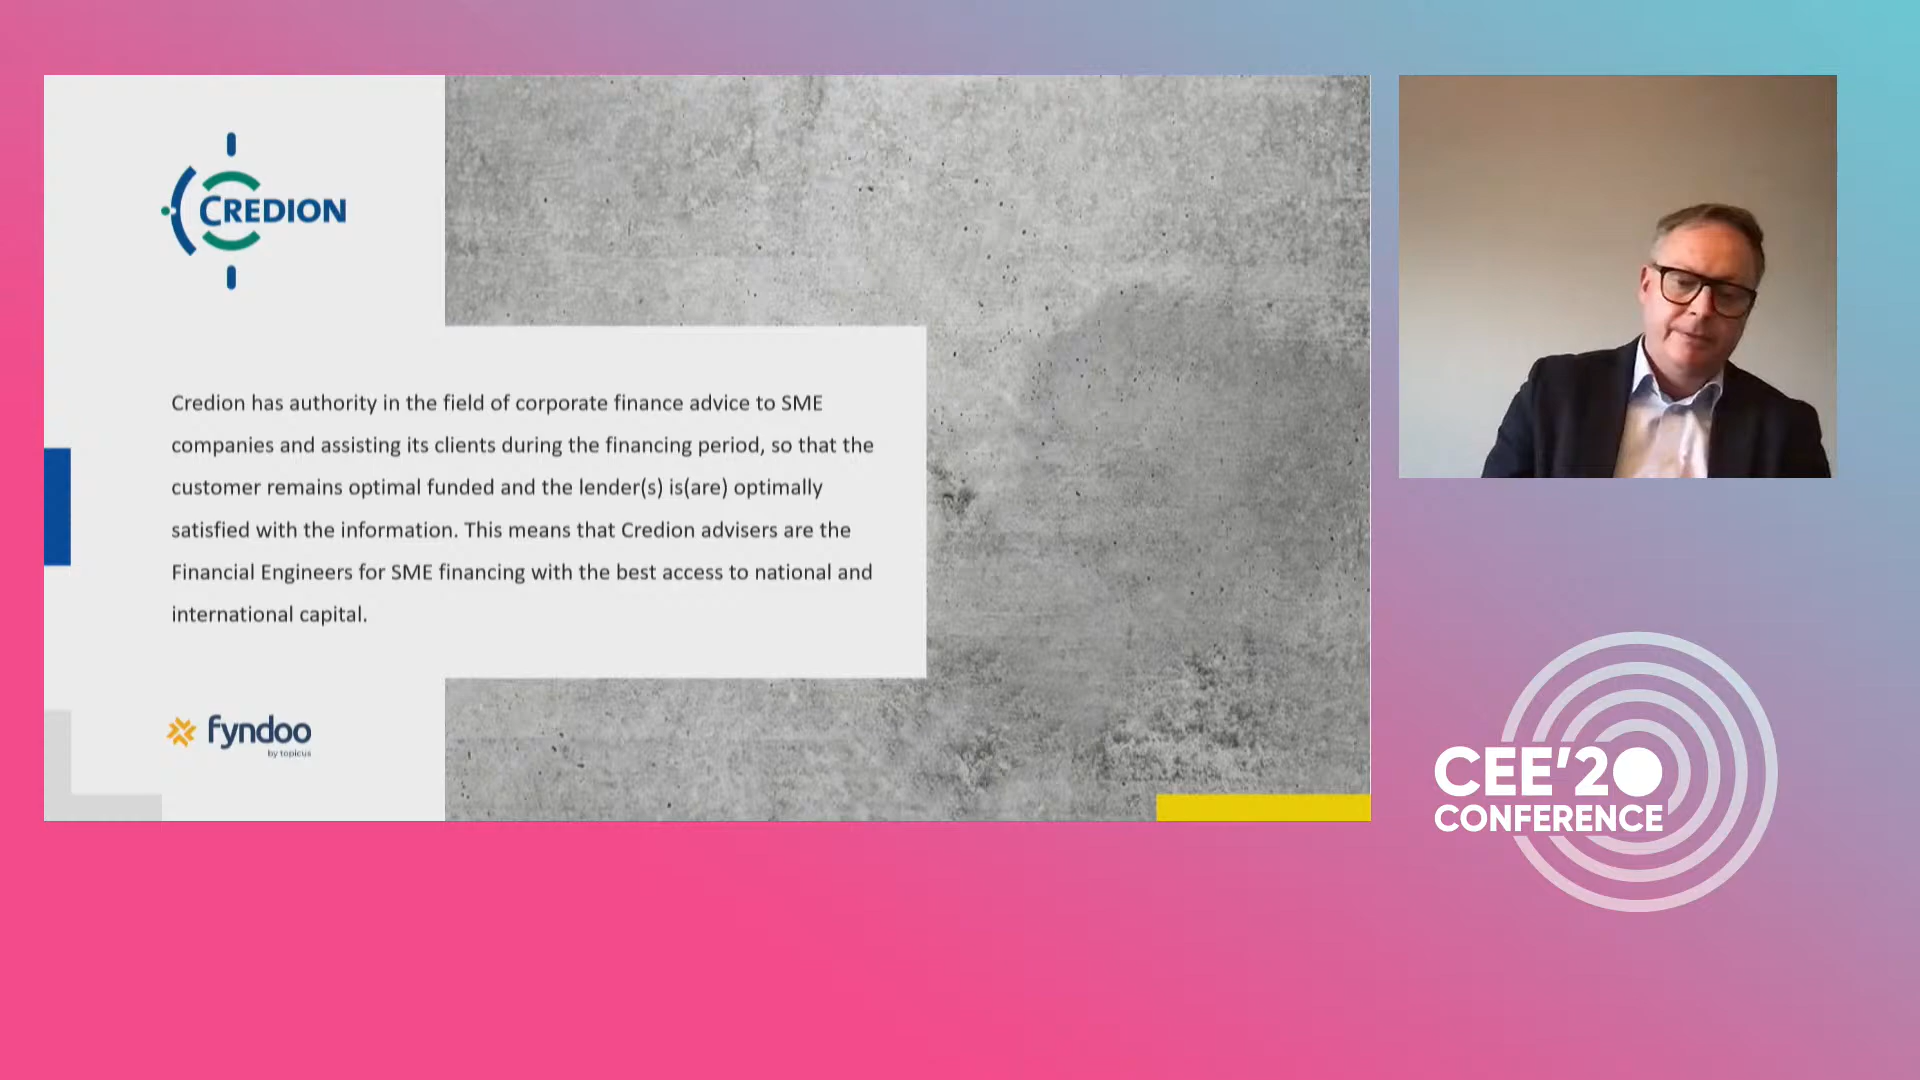 CREDION
Credion has authority in the field of corporate finance advice to SME
companies and assisting its clients during the financing period, so that the
customer remains optimal funded and the lender(s) is(are) optimally
satisfied with the information. This means that Credion advisers are the
Financial Engineers for SME financing with the best access to national and
international capital.
fyndoo
by topicus
CEE'20
CONFERENCE